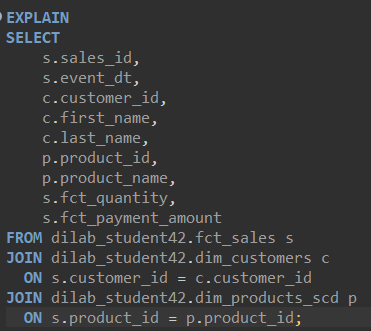 EXPLAIN
SELECT
s.sales_id,
s.event_dt,
c.customer_id,
c.first_name,
c.last_name,
p.product_id,
p.product_name,
s.fct_quantity,
s.fct_payment_amount
FROM dilab_student42.fct_sales s
JOIN dilab_student42.dim_customers c
ON s.customer_id = c.customer_id
JOIN dilab_student42.dim_products_scd p
ON s.product_id = p.product_id;